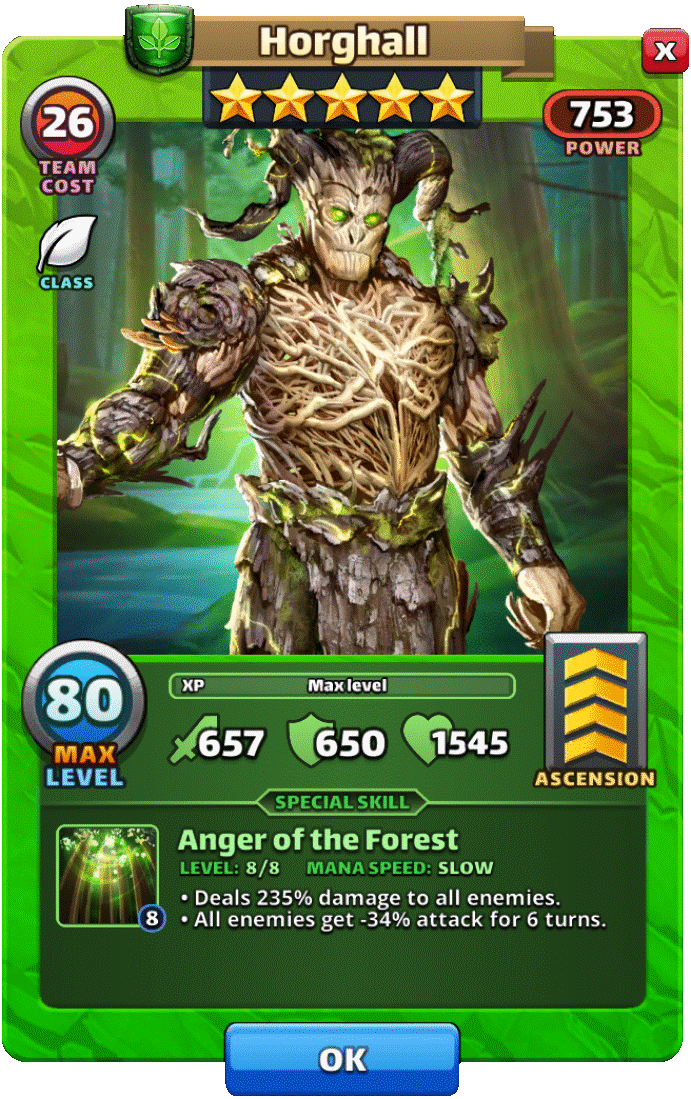 Horghall
X
26
TEAM
COST
753
POWER
CLASS
80
MAX
LEVEL
XP Max level
657 650 1545
ASCENSION
SPECIAL SKILL
Anger of the Forest
LEVEL: 8/8 MANA SPEED: SLOW
8
• Deals 235% damage to all enemies.
• All enemies get -34% attack for 6 turns.
OK